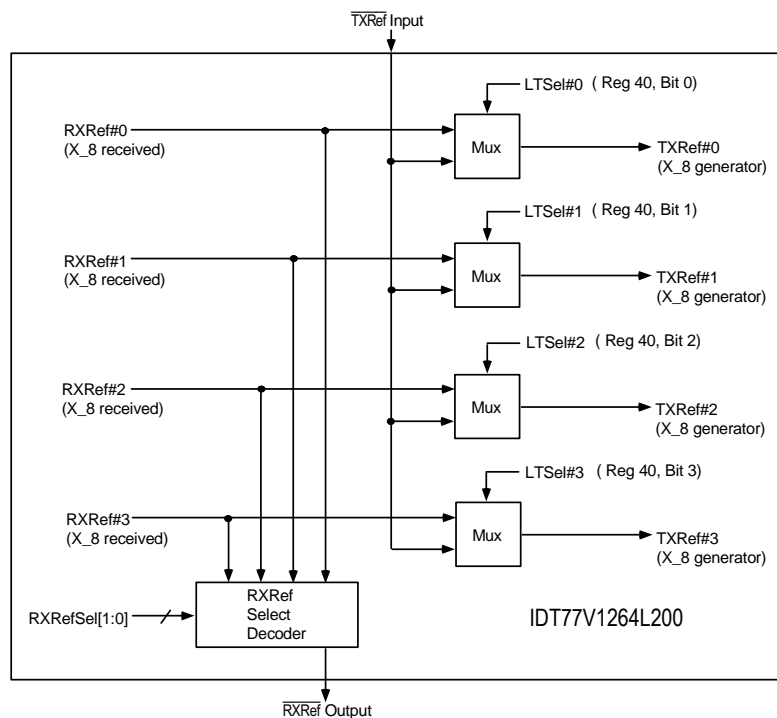 TXRef Input
LTSel#0 ( Reg 40, Bit 0)
RXRef#0
(X_8 received)
Mux
TXRef#0
(X_8 generator)
LTSel#1 ( Reg 40, Bit 1)
RXRef#1
(X_8 received)
Mux
TXRef#1
(X_8 generator)
LTSel#2 ( Reg 40, Bit 2)
RXRef#2
(X_8 received)
Mux
TXRef#2
(X_8 generator)
LTSel#3 ( Reg 40, Bit 3)
RXRef#3
(X_8 received)
Mux
TXRef#3
(X_8 generator)
RXRefSel[1:0]
RXRef
Select
Decoder
IDT77V1264L200
RXRef Output